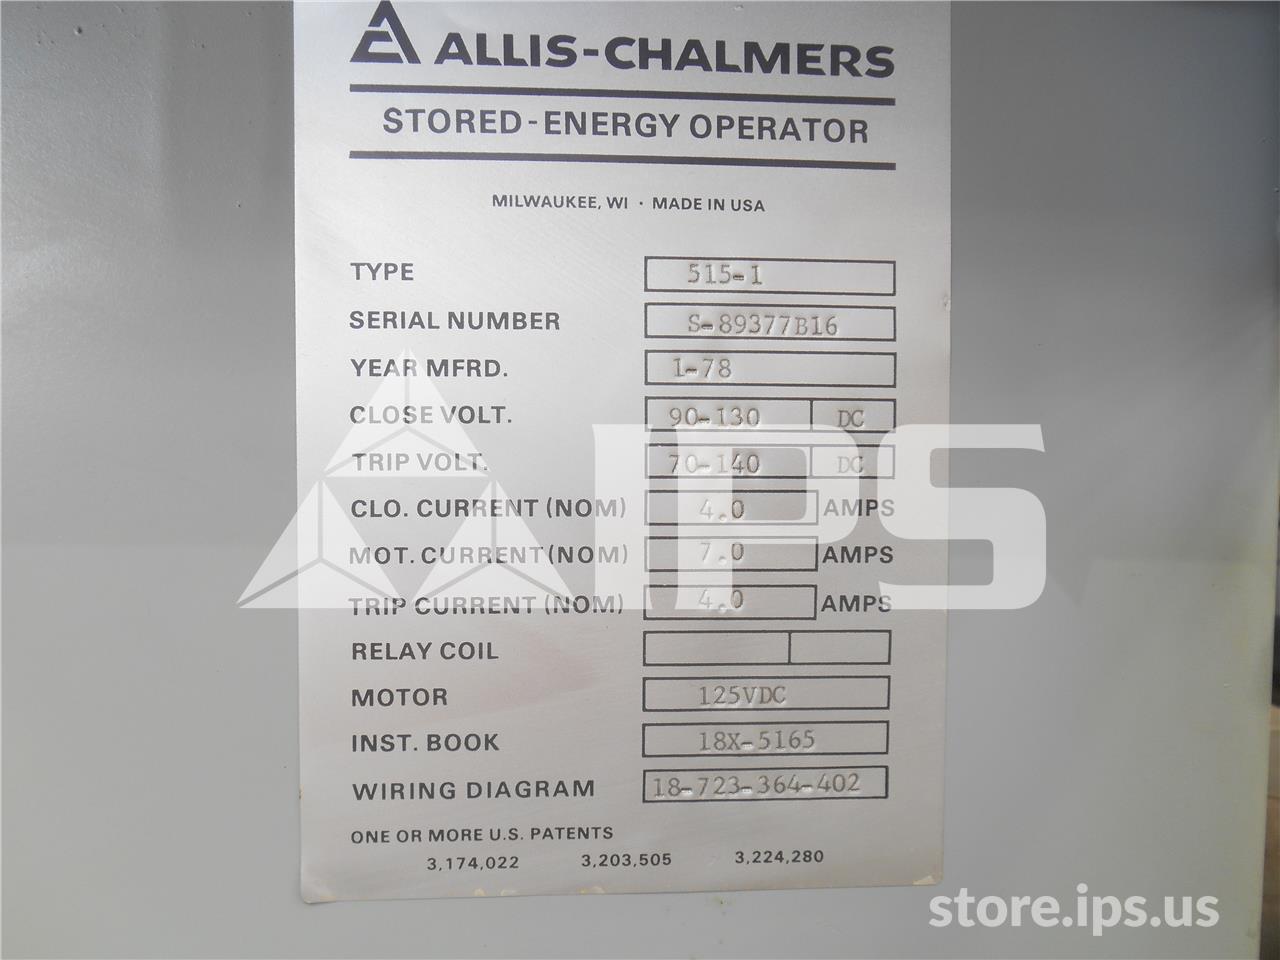 ALLIS-CHALMERS
STORED-ENERGY OPERATOR
MILWAUKEE, WI · MADE IN USA
TYPE 515-1
SERIAL NUMBER S-89377B16
YEAR MFRD. 1-78
CLOSE VOLT. 90-130 DC
TRIP VOLT. 70-140 DC
CLO. CURRENT (NOM) 4.0 AMPS
MOT. CURRENT (NOM) 7.0 AMPS
TRIP CURRENT (NOM) 4.0 AMPS
RELAY COIL
MOTOR 125VDC
INST. BOOK 18X-5165
WIRING DIAGRAM 18-723-364-402
ONE OR MORE U.S. PATENTS
3,174,022 3,203,505 3,224,280
IPS
store.ips.us